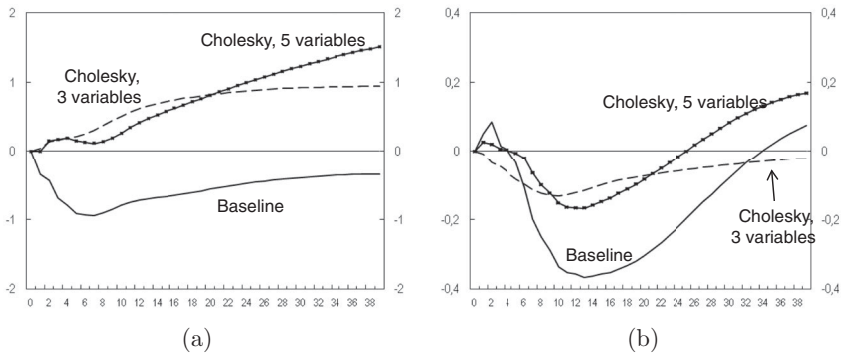 2 2
1 1
0 0
-1 -1
-2 -2
Cholesky, 5 variables
Cholesky,
3 variables
Baseline
0 2 4 6 8 10 12 14 16 18 20 22 24 26 28 30 32 34 36 38
(a)
0,4 0,4
0,2 0,2
0 0
-0,2 -0,2
-0,4 -0,4
Cholesky, 5 variables
Cholesky,
3 variables
Baseline
0 2 4 6 8 10 12 14 16 18 20 22 24 26 28 30 32 34 36 38
(b)